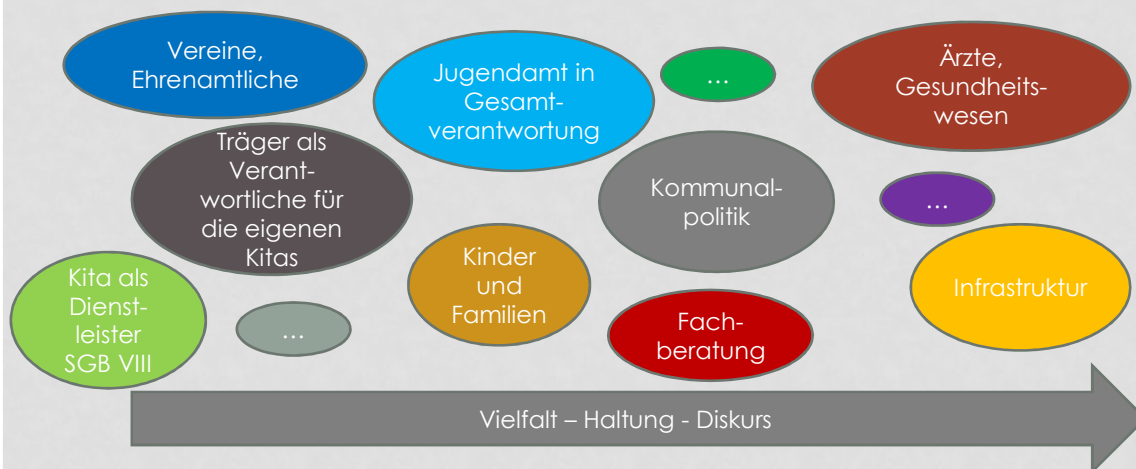 Vereine,
Ehrenamtliche
Jugendamt in
Gesamt-
verantwortung
…
Ärzte,
Gesundheits-
wesen
Träger als
Verant-
wortliche für
die eigenen
Kitas
Kommunal-
politik
…
Kita als
Dienst-
leister
SGB VIII
…
Kinder
und
Familien
Fach-
beratung
Infrastruktur
Vielfalt – Haltung - Diskurs